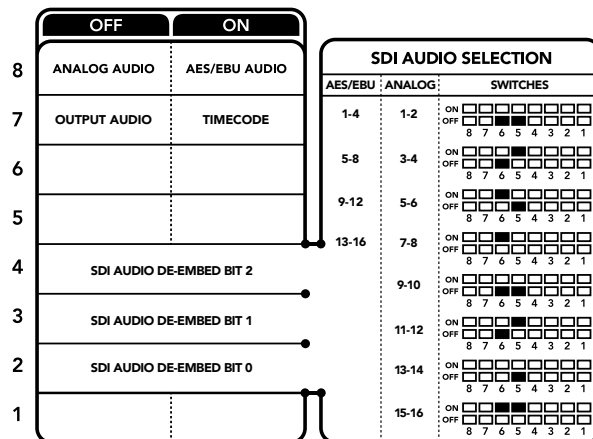 OFF ON
8 ANALOG AUDIO AES/EBU AUDIO
7 OUTPUT AUDIO TIMECODE
6
5
4 SDI AUDIO DE-EMBED BIT 2
3 SDI AUDIO DE-EMBED BIT 1
2 SDI AUDIO DE-EMBED BIT 0
1
SDI AUDIO SELECTION
AES/EBU ANALOG SWITCHES
1-4 1-2 ON
OFF
8 7 6 5 4 3 2 1
5-8 3-4 ON
OFF
8 7 6 5 4 3 2 1
9-12 5-6 ON
OFF
8 7 6 5 4 3 2 1
13-16 7-8 ON
OFF
8 7 6 5 4 3 2 1
9-10 ON
OFF
8 7 6 5 4 3 2 1
11-12 ON
OFF
8 7 6 5 4 3 2 1
13-14 ON
OFF
8 7 6 5 4 3 2 1
15-16 ON
OFF
8 7 6 5 4 3 2 1